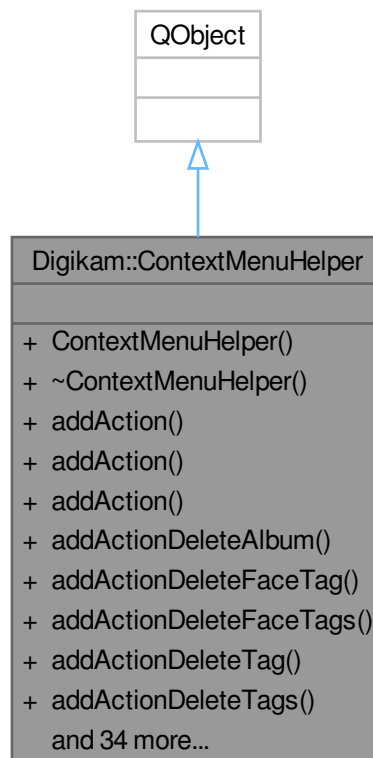 QObject
Digikam::ContextMenuHelper
+ ContextMenuHelper()
+ ~ContextMenuHelper()
+ addAction()
+ addAction()
+ addAction()
+ addActionDeleteAlbum()
+ addActionDeleteFaceTag()
+ addActionDeleteFaceTags()
+ addActionDeleteTag()
+ addActionDeleteTags()
and 34 more...